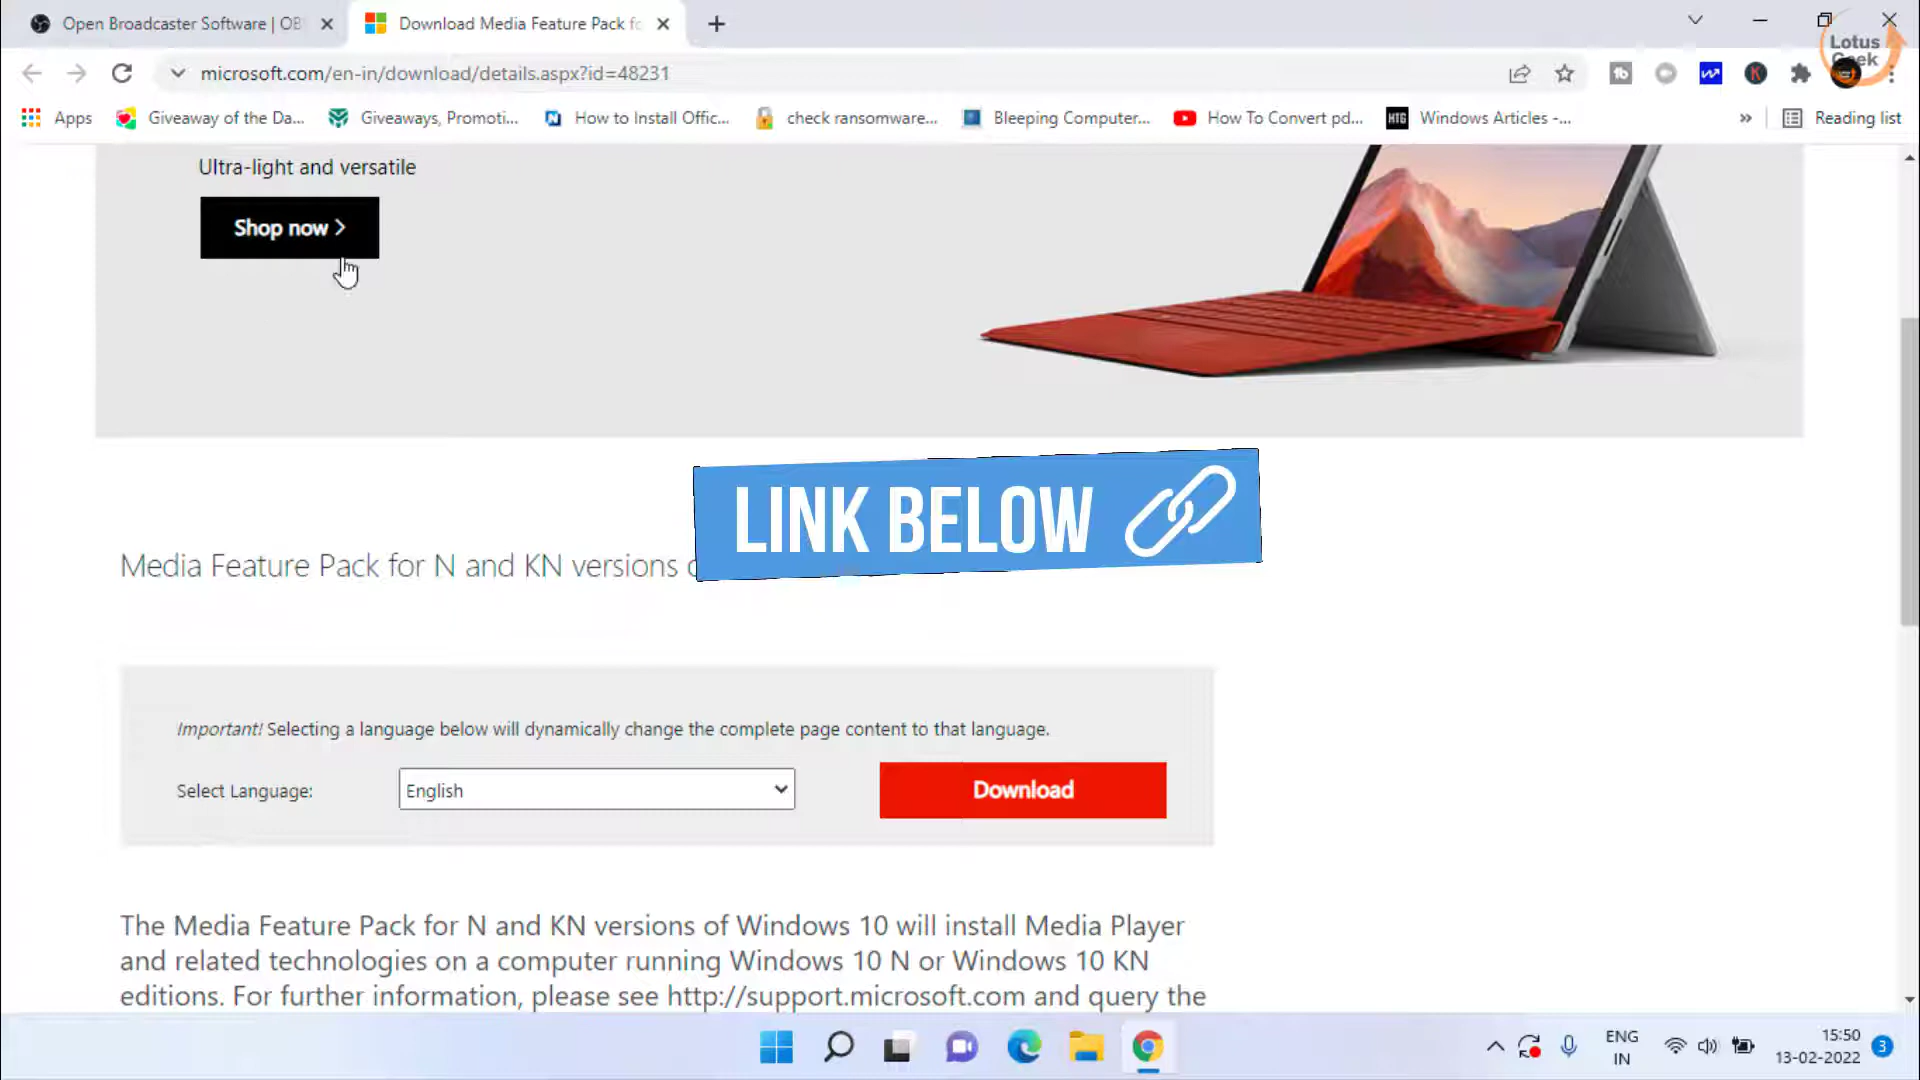 Open Broadcaster Software | OB
Download Media Feature Pack fo
Lotus
Geek
microsoft.com/en-in/download/details.aspx?id=48231
Apps
Giveaway of the Da...
Giveaways, Promoti...
How to Install Offic...
check ransomware...
Bleeping Computer...
How To Convert pd...
HTG
Windows Articles -...
»
Reading list
Ultra-light and versatile
Shop now >
LINK BELOW
Media Feature Pack for N and KN versions
Important! Selecting a language below will dynamically change the complete page content to that language.
Select Language:
English
Download
The Media Feature Pack for N and KN versions of Windows 10 will install Media Player
and related technologies on a computer running Windows 10 N or Windows 10 KN
editions. For further information, please see http://support.microsoft.com and query the
ENG
IN
15:50
13-02-2022
3